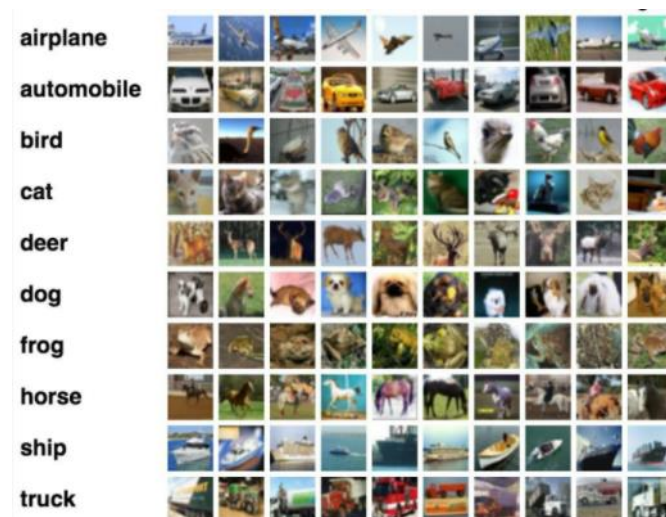 airplane
automobile
bird
cat
deer
dog
frog
horse
ship
truck